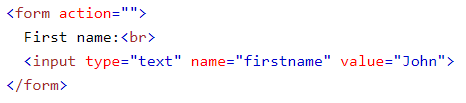 <form action="">
  First name:<br>
  <input type="text" name="firstname" value="John">
</form>